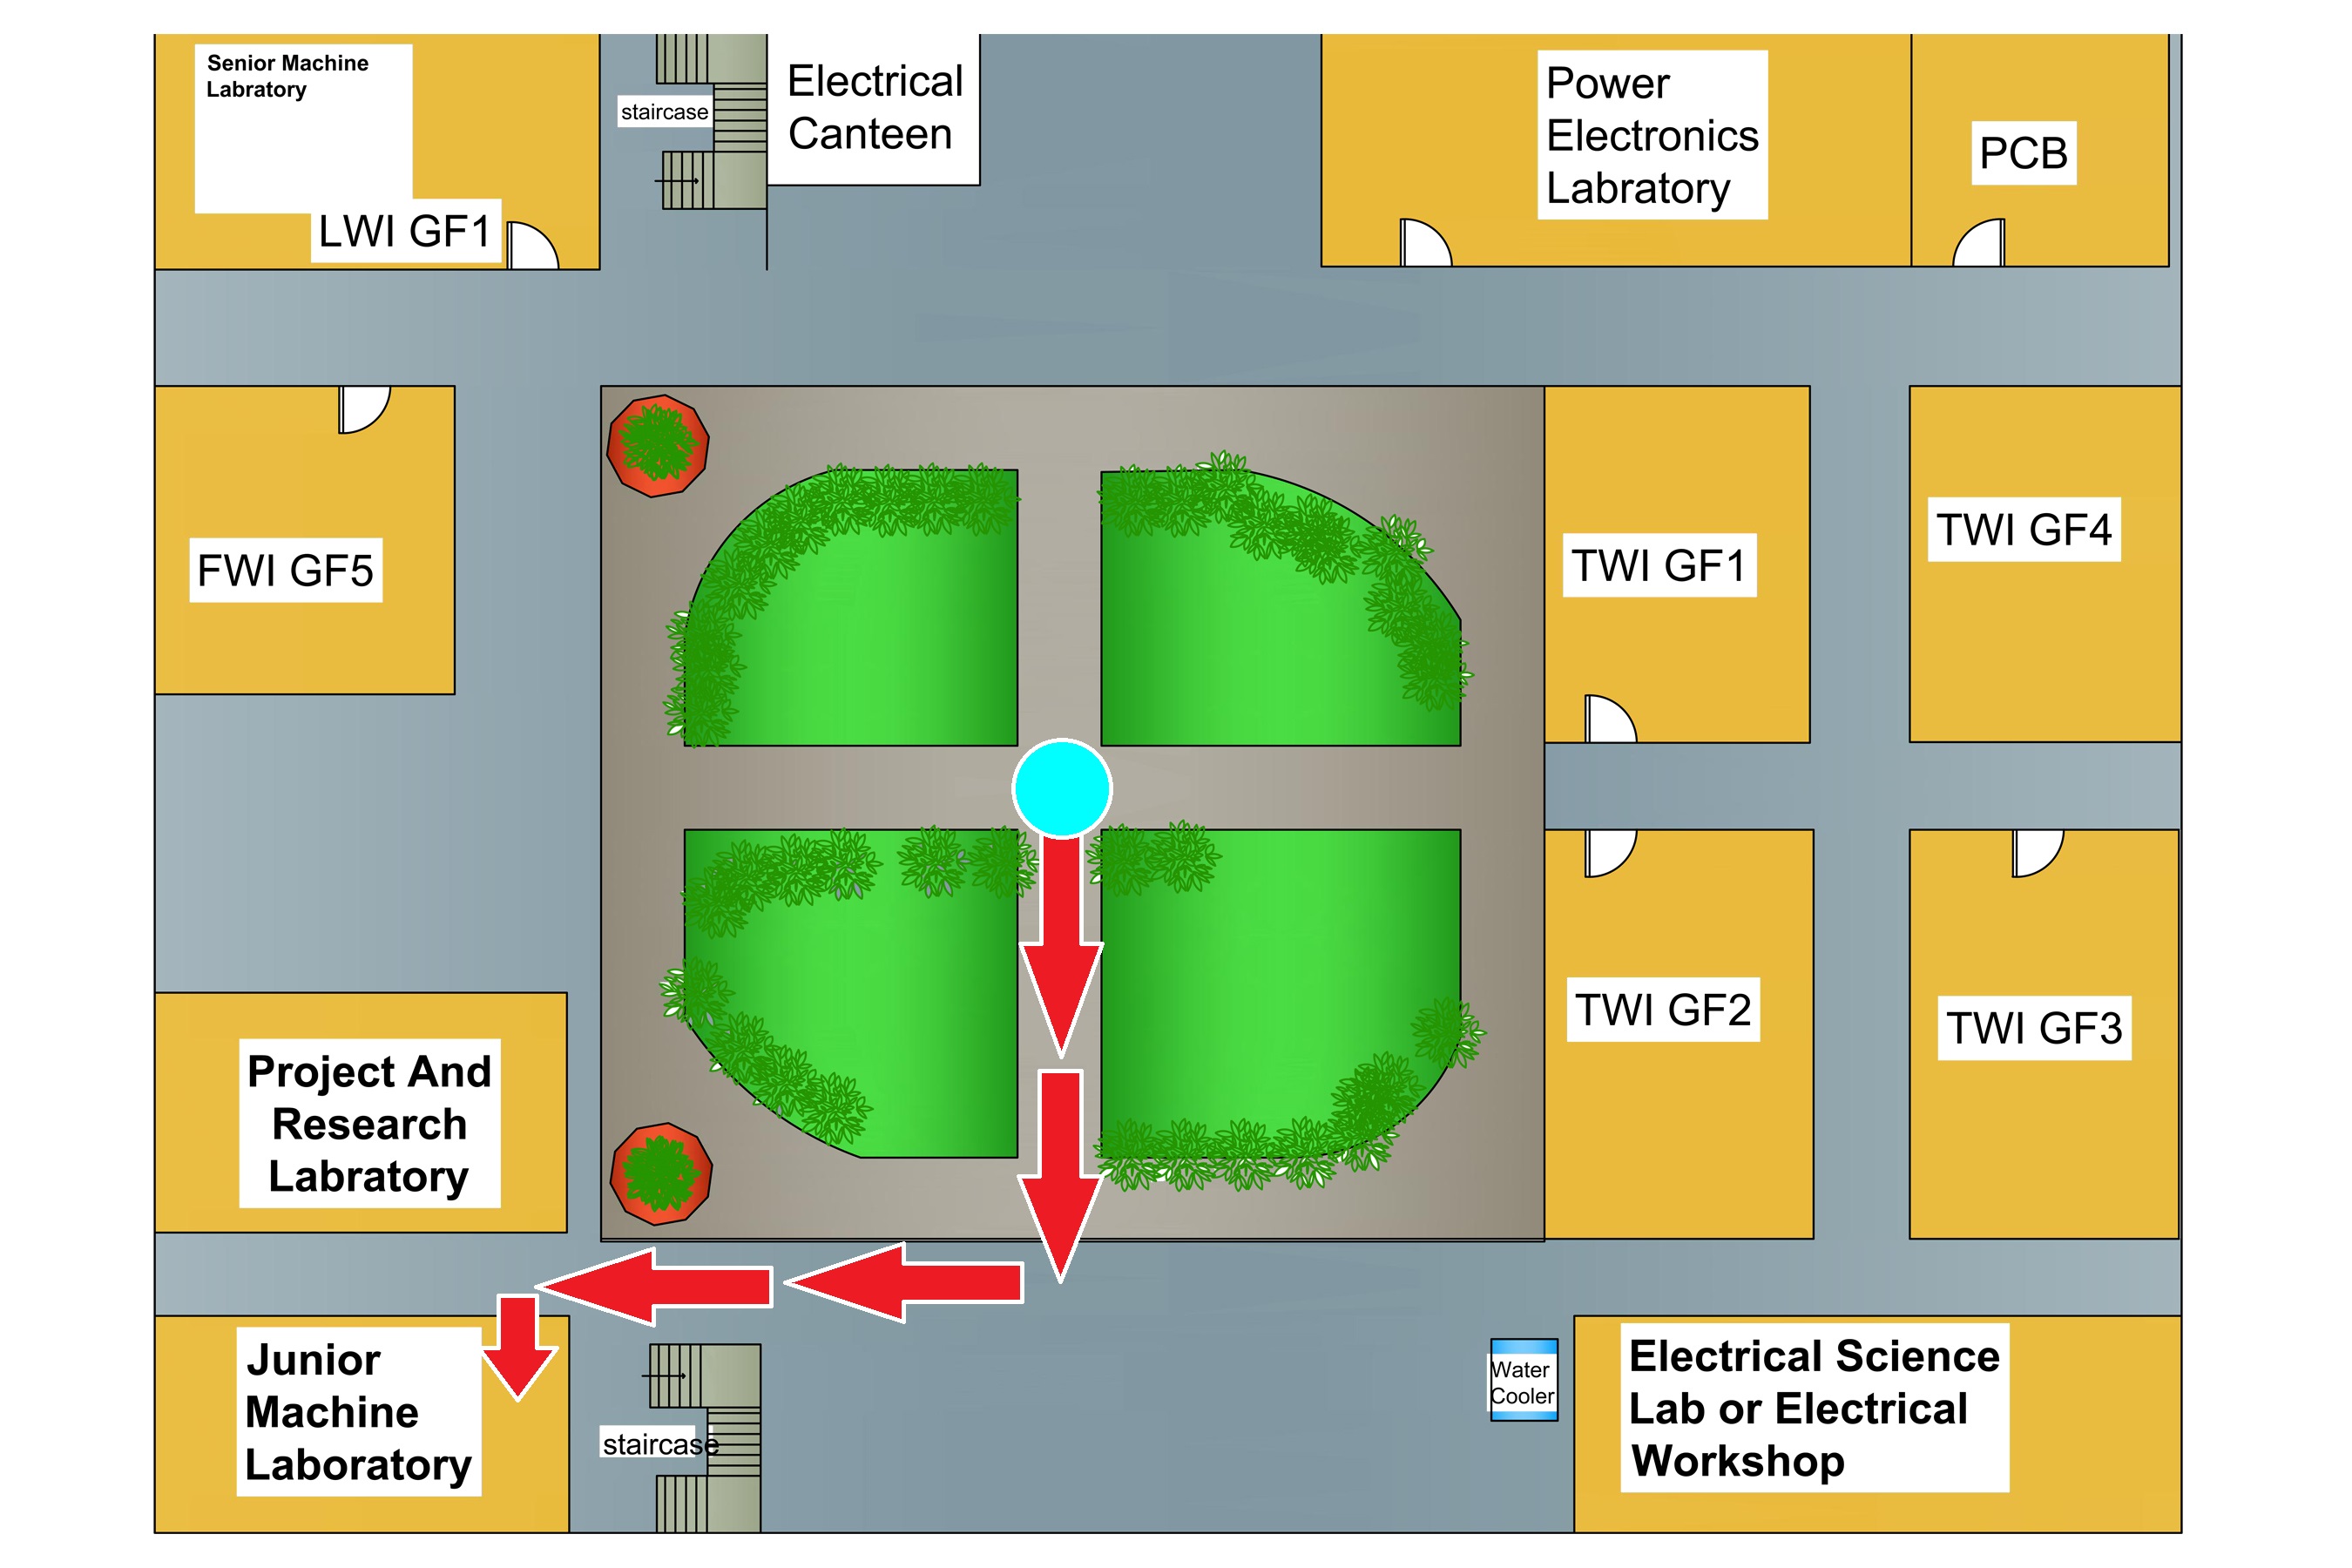 Senior Machine
Labratory
LWI GF1
staircase
Electrical
Canteen
Power
Electronics
Labratory
PCB
FWI GF5
TWI GF1
TWI GF4
TWI GF2
TWI GF3
Project And
Research
Labratory
Junior
Machine
Laboratory
staircase
Water
Cooler
Electrical Science
Lab or Electrical
Workshop